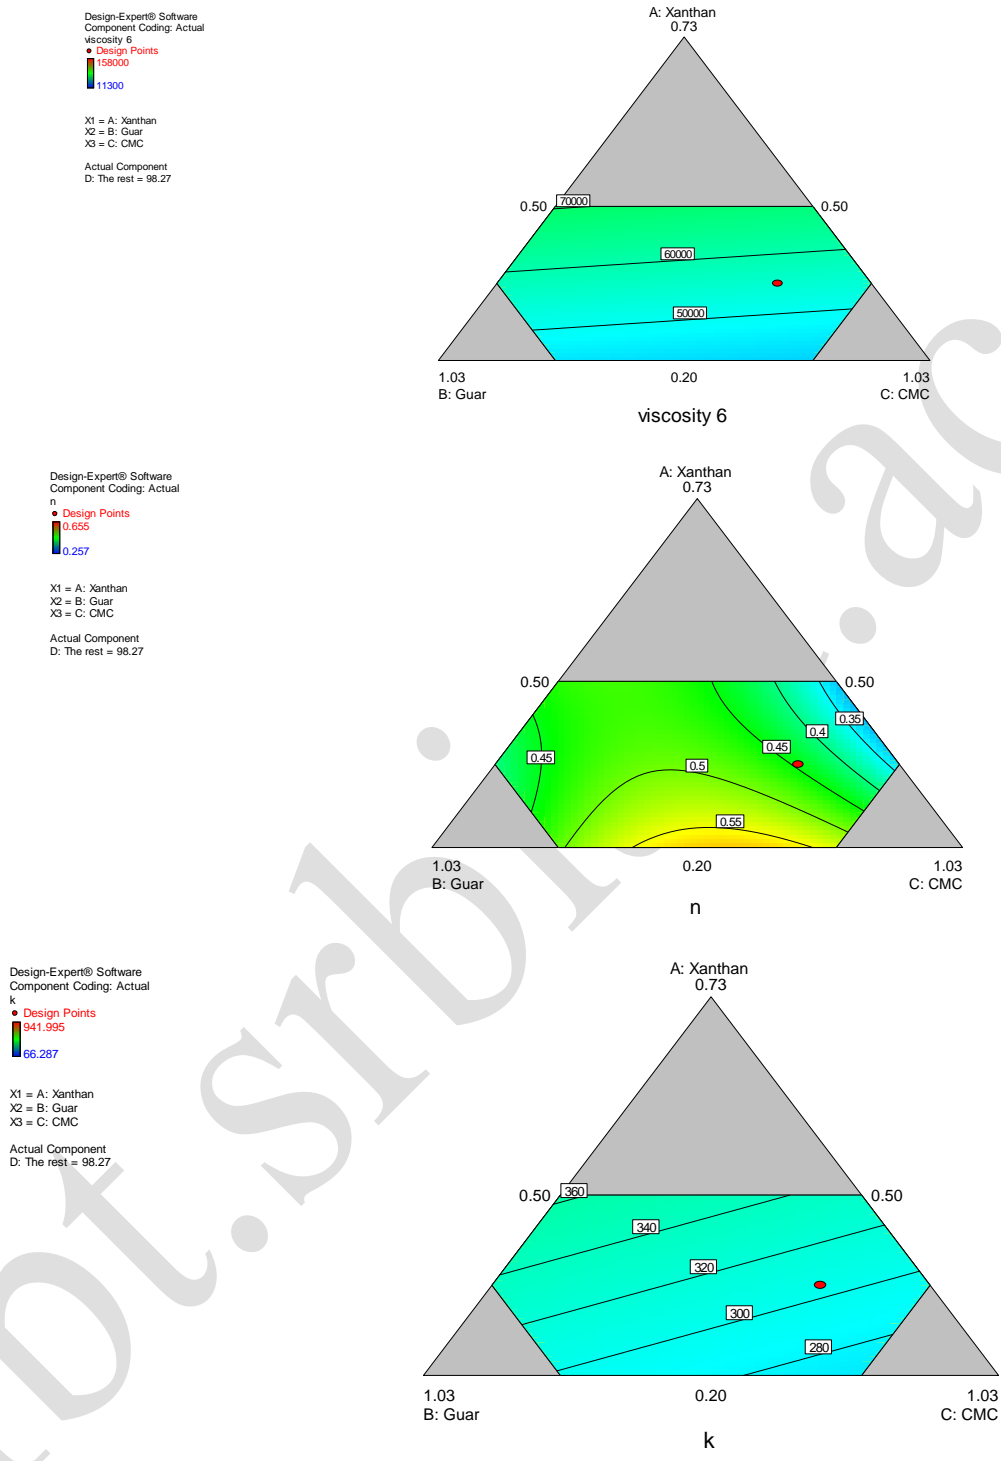 Design-Expert® Software
Component Coding: Actual
viscosity 6
Design Points
158000
11300
X1 = A: Xanthan
X2 = B: Guar
X3 = C: CMC
Actual Component
D: The rest = 98.27
A: Xanthan
0.73
0.50
70000
0.50
60000
50000
1.03
0.20
1.03
B: Guar
C: CMC
viscosity 6
Design-Expert® Software
Component Coding: Actual
n
Design Points
0.655
0.257
X1 = A: Xanthan
X2 = B: Guar
X3 = C: CMC
Actual Component
D: The rest = 98.27
A: Xanthan
0.73
0.50
0.50
0.35
0.4
0.45
0.45
0.5
0.55
1.03
0.20
1.03
B: Guar
C: CMC
n
Design-Expert® Software
Component Coding: Actual
k
Design Points
941.995
66.287
X1 = A: Xanthan
X2 = B: Guar
X3 = C: CMC
Actual Component
D: The rest = 98.27
A: Xanthan
0.73
0.50
360
0.50
340
320
300
280
1.03
0.20
1.03
B: Guar
C: CMC
k